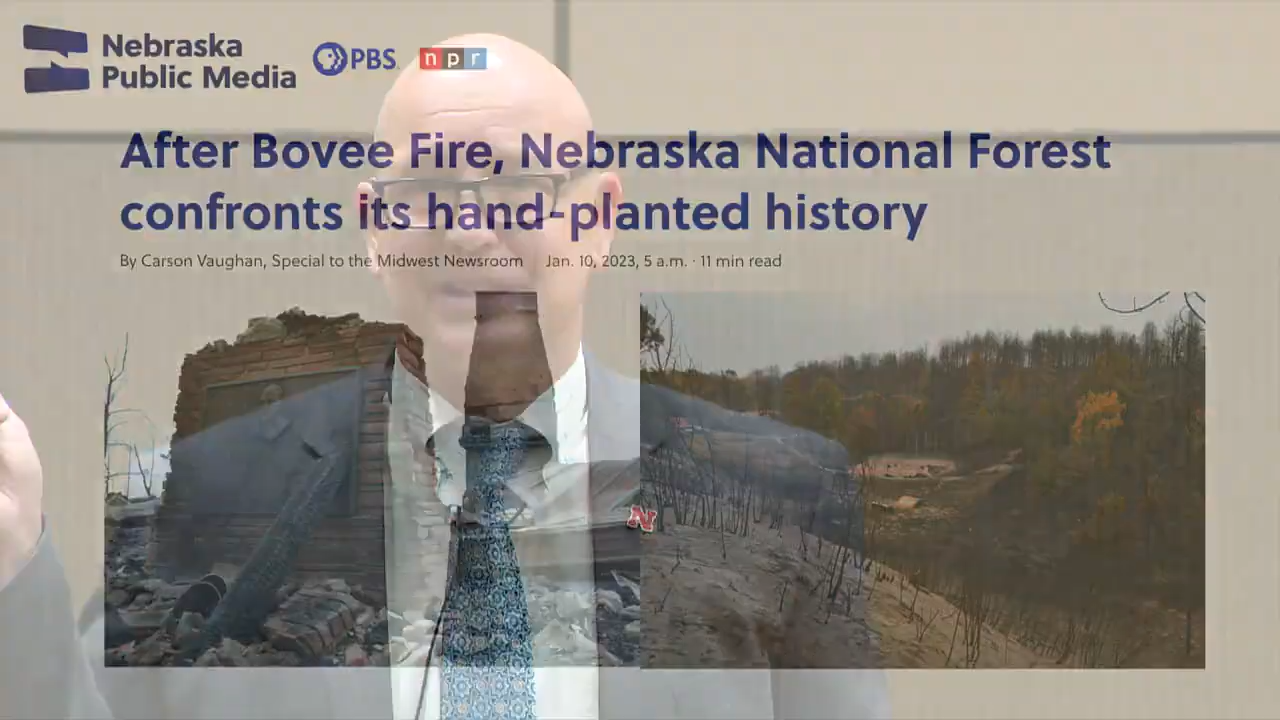 Nebraska
Public Media
PBS
npr
After Bovee Fire, Nebraska National Forest
confronts its hand-planted history
By Carson Vaughan, Special to the Midwest Newsroom Jan. 10, 2023, 5 a.m. · 11 min read
N